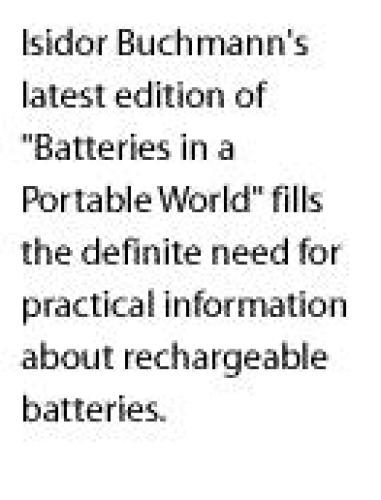 Isidor Buchmann's
latest edition of
"Batteries in a
Portable World" fills
the definite need for
practical information
about rechargeable
batteries.